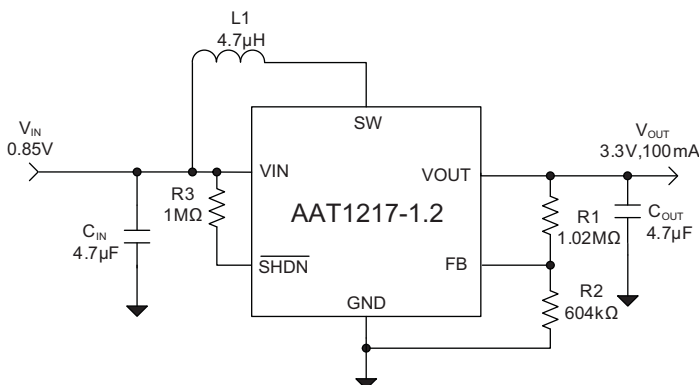 L1
4.7µH
SW
VIN
0.85V
VIN
VOUT
VOUT
3.3V,100mA
R3
1MΩ
AAT1217-1.2
R1
1.02MΩ
COUT
4.7µF
CIN
4.7µF
SHDN
FB
R2
604kΩ
GND